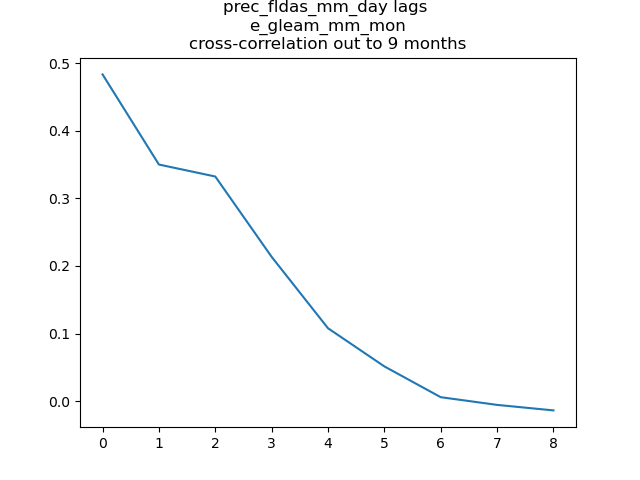 prec_fldas_mm_day lags
e_gleam_mm_mon
cross-correlation out to 9 months
0.5
0.4
0.3
0.2
0.1
0.0
0 1 2 3 4 5 6 7 8